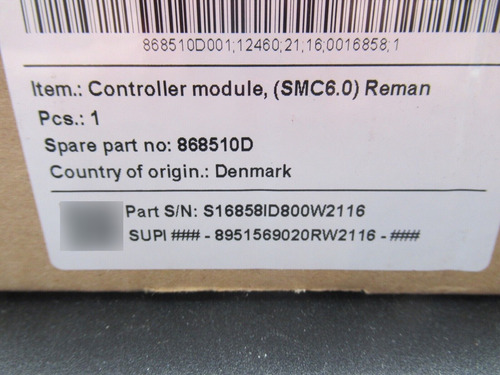 868510D001;12460;21;16;0016858;1
Item.: Controller module, (SMC6.0) Reman
Pcs.: 1
Spare part no: 868510D
Country of origin.: Denmark
Part S/N: S16858ID800W2116
SUPI ### - 8951569020RW2116 - ###